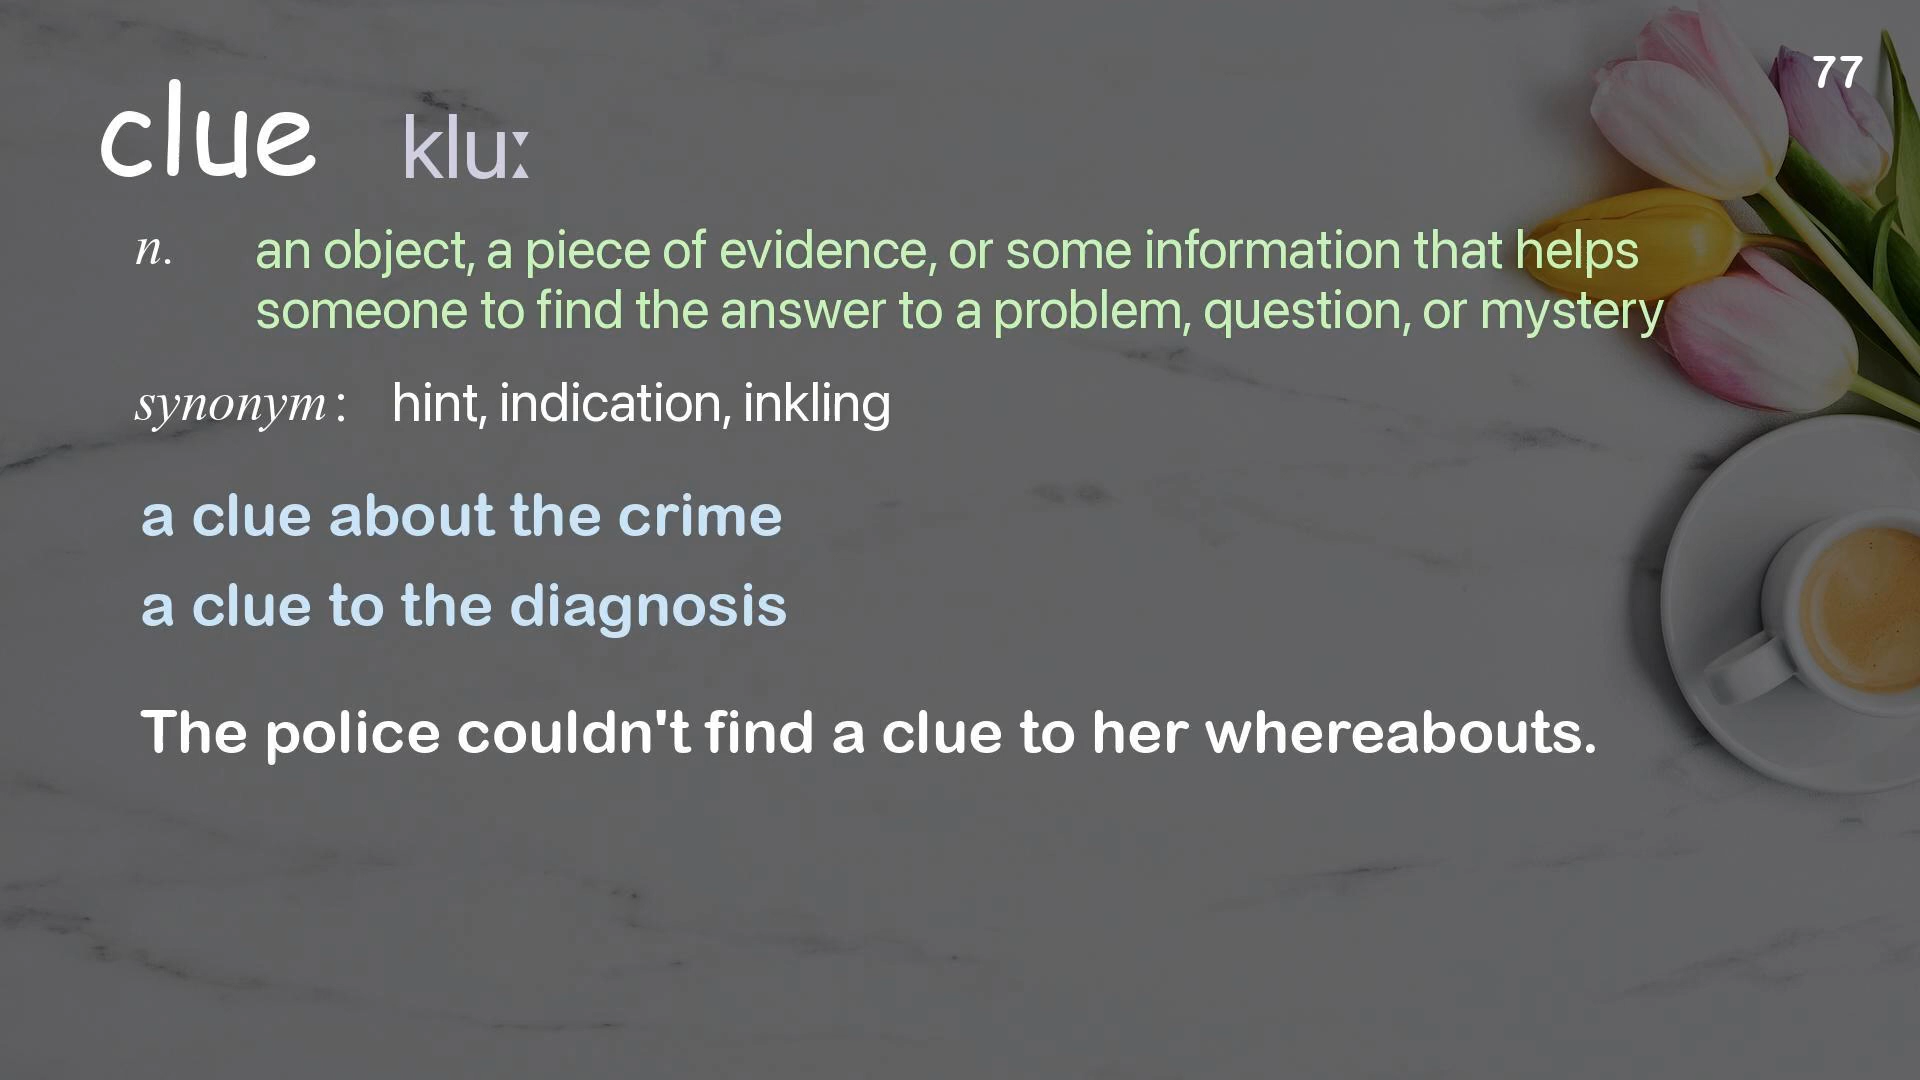 77
clue kluː
n. an object, a piece of evidence, or some information that helps
someone to find the answer to a problem, question, or mystery
synonym : hint, indication, inkling
a clue about the crime
a clue to the diagnosis
The police couldn't find a clue to her whereabouts.